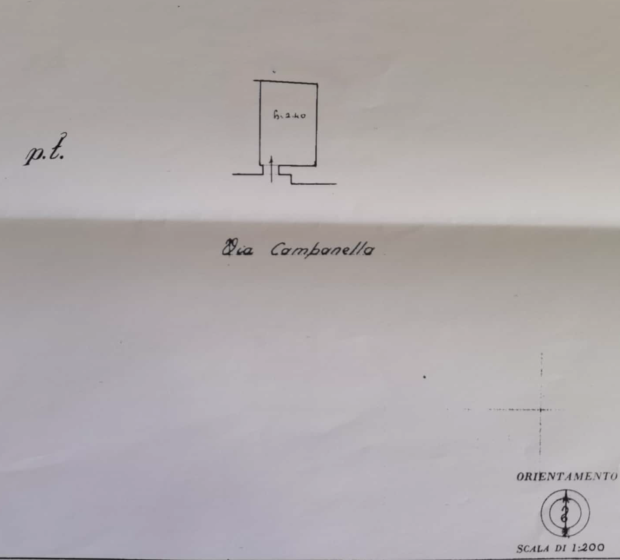 h. 2.40
p.t.
Via Campanella
ORIENTAMENTO
SCALA DI 1:200